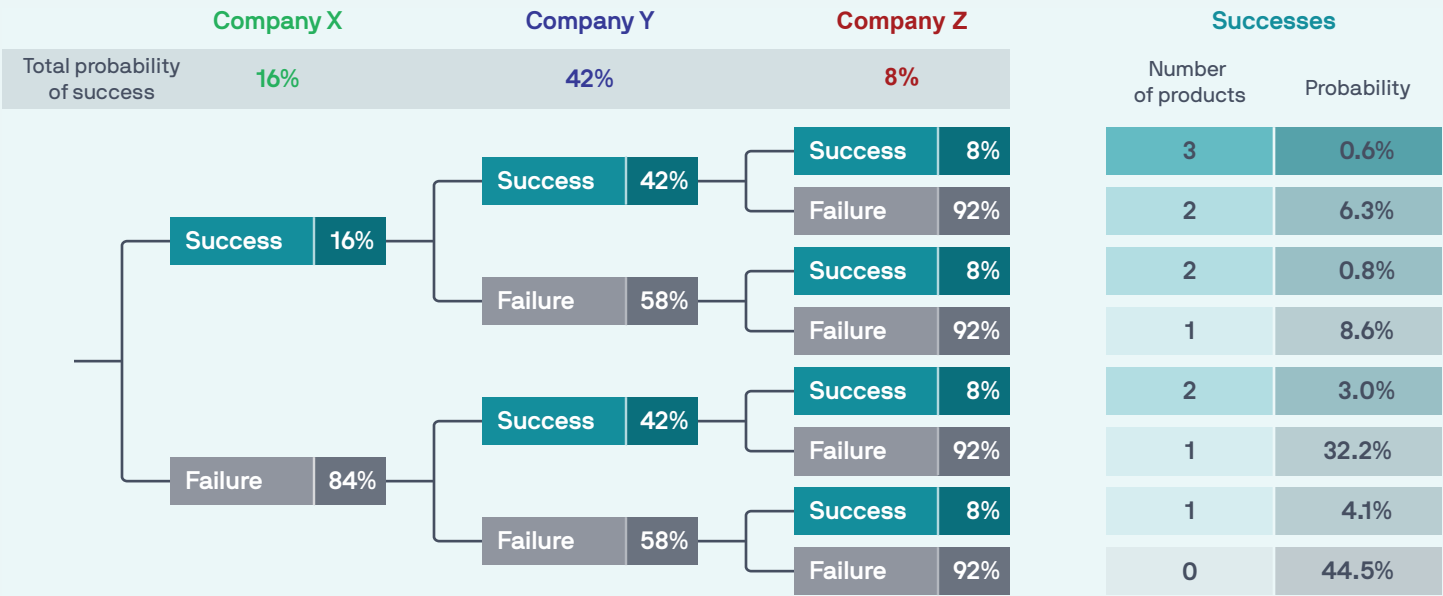 Company X Company Y Company Z Successes
Total probability
of success
16% 42% 8%
Number
of products
Probability
Success 8% 3 0.6%
Success 42%
Failure 92% 2 6.3%
Success 16%
Success 8% 2 0.8%
Failure 58%
Failure 92% 1 8.6%
Success 8% 2 3.0%
Success 42%
Failure 92% 1 32.2%
Failure 84%
Success 8% 1 4.1%
Failure 58%
Failure 92% 0 44.5%